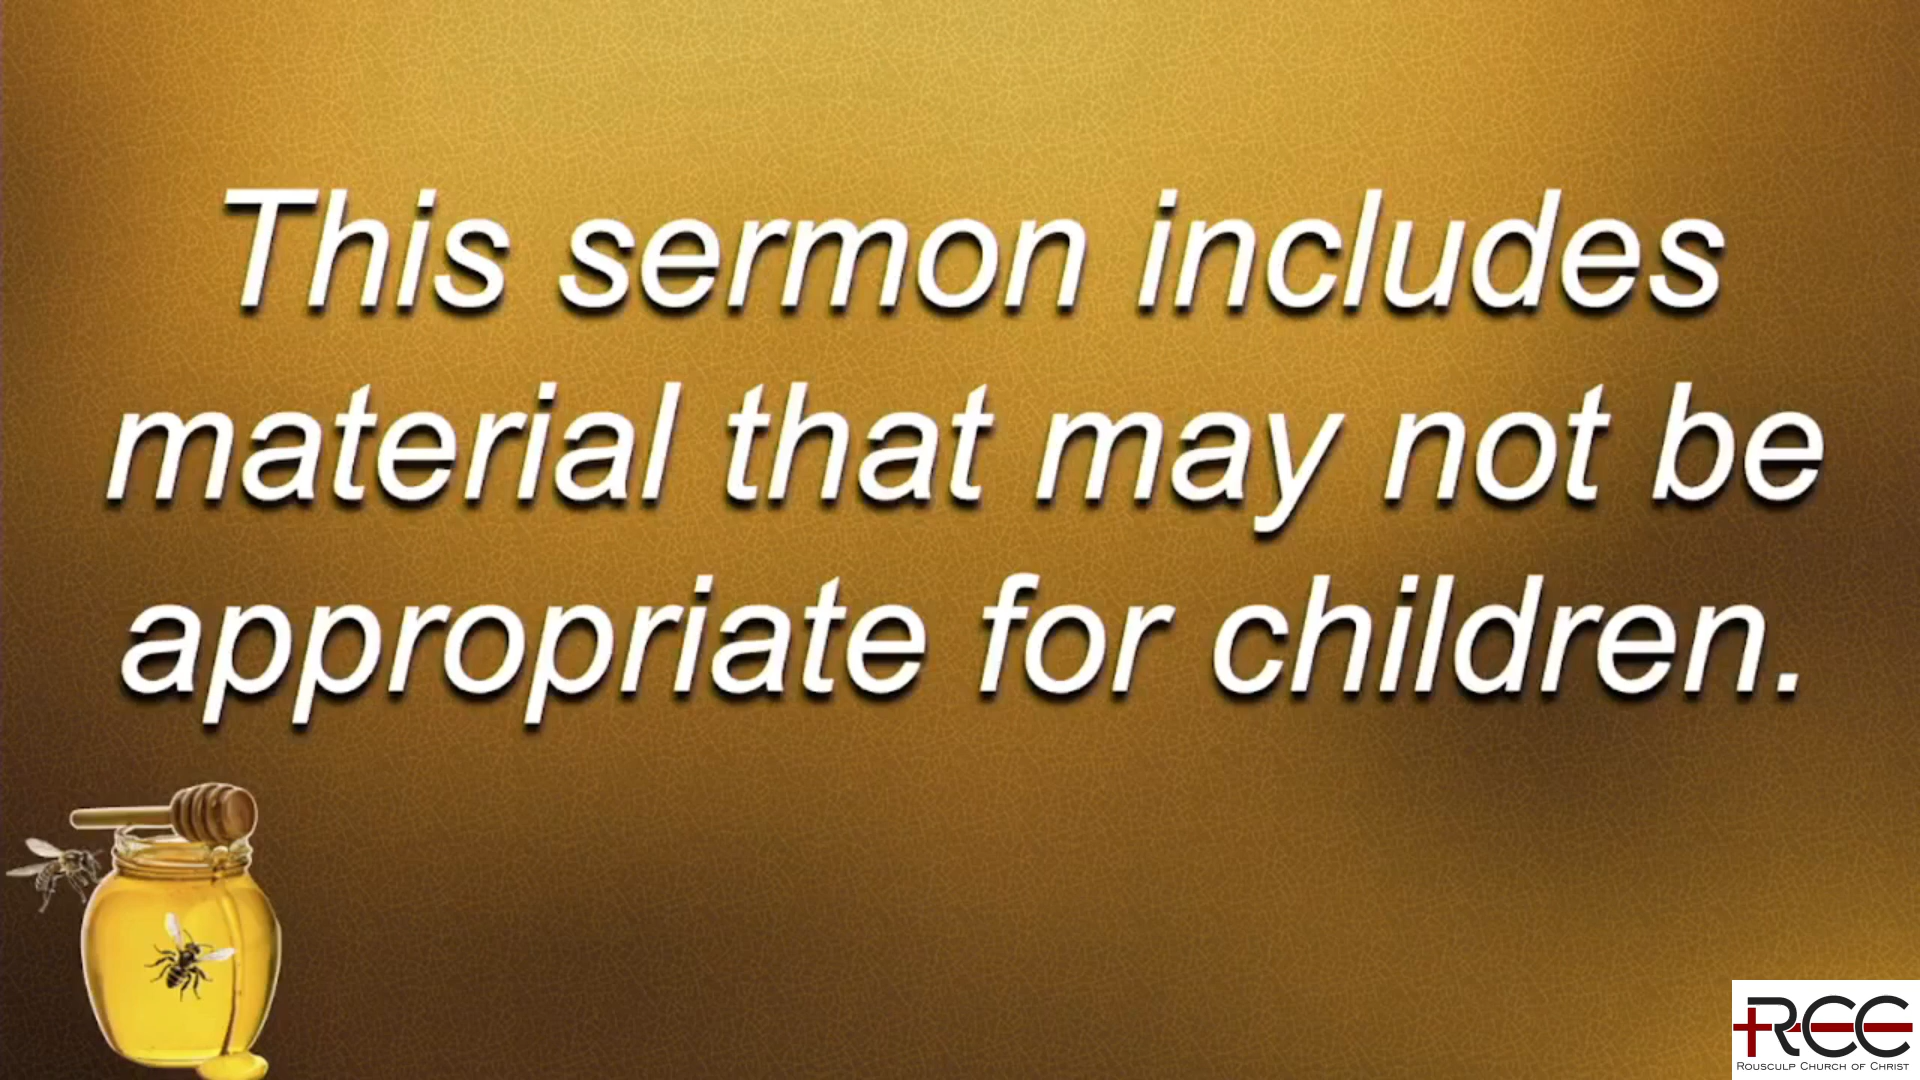 This sermon includes
material that may not be
appropriate for children.
RCC
Rousculp Church of Christ